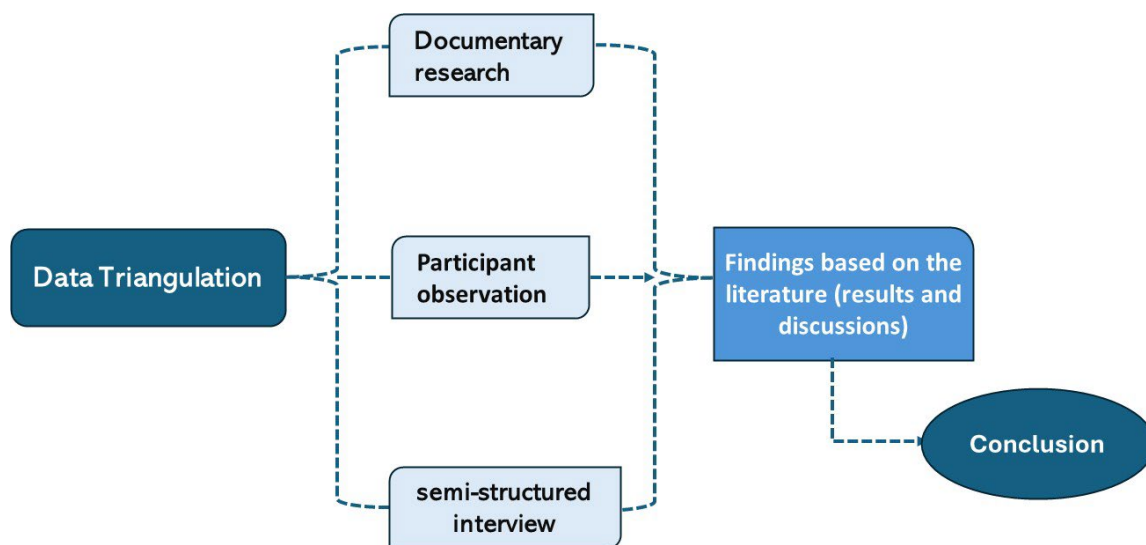 Documentary
research
Data Triangulation
Participant
observation
semi-structured
interview
Findings based on the
literature (results and
discussions)
Conclusion